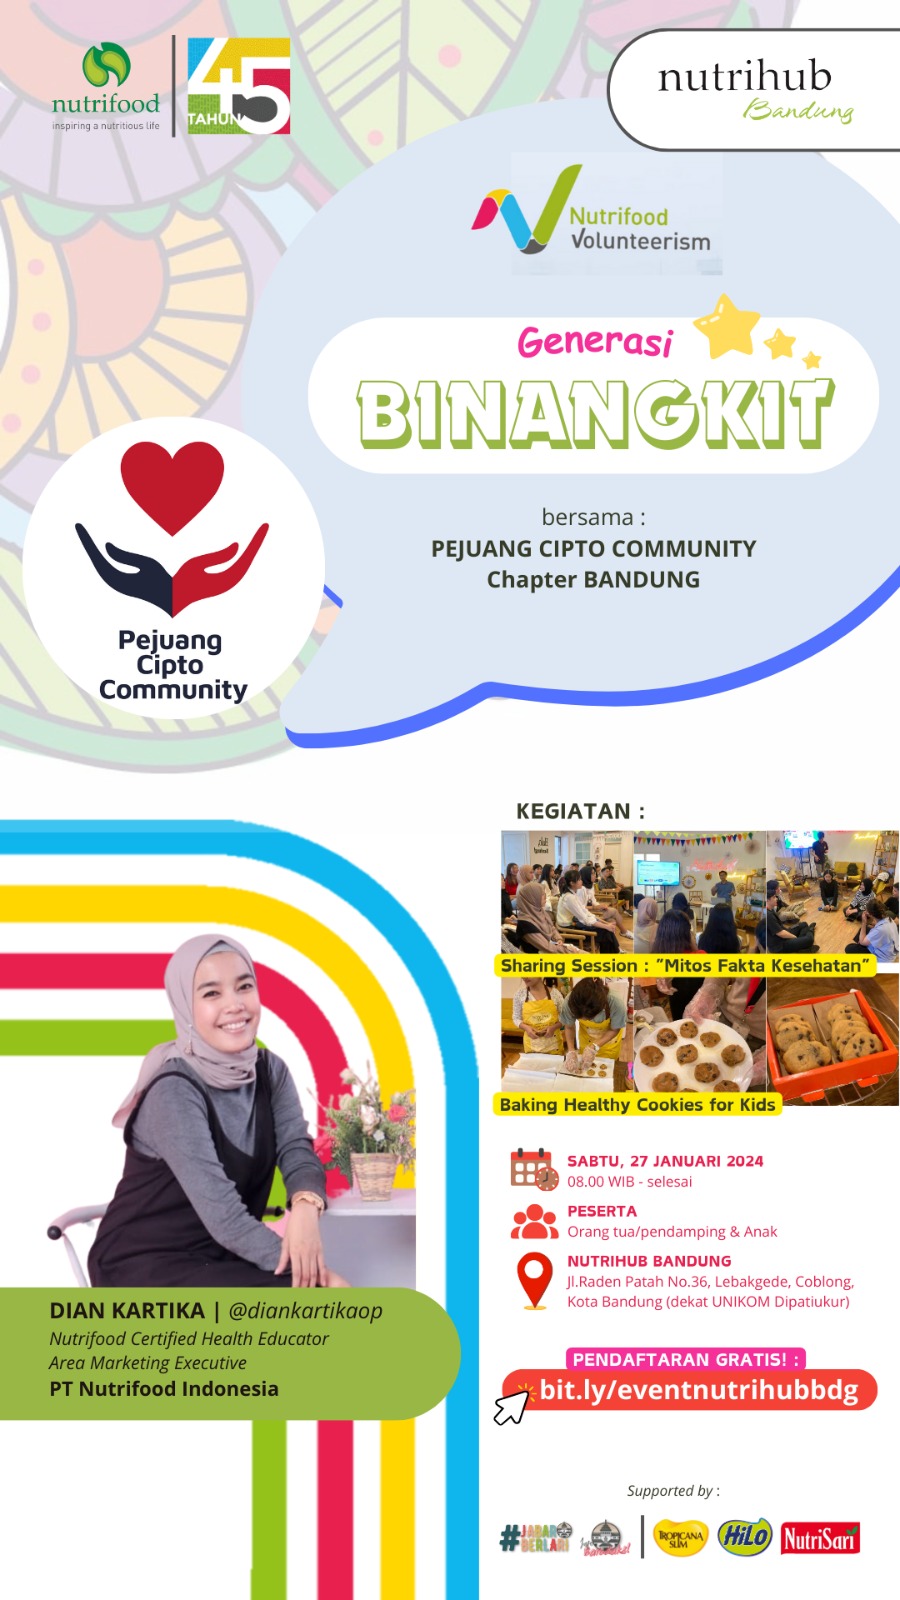 nutrifood
inspiring a nutritious life
45
TAHUN
nutrihub
Bandung
Nutrifood
Volunteerism
Generasi
BINANGKIT
bersama :
PEJUANG CIPTO COMMUNITY
Chapter BANDUNG
Pejuang
Cipto
Community
KEGIATAN :
Sharing Session : "Mitos Fakta Kesehatan"
Baking Healthy Cookies for Kids
SABTU, 27 JANUARI 2024
08.00 WIB - selesai
PESERTA
Orang tua/pendamping & Anak
NUTRIHUB BANDUNG
Jl.Raden Patah No.36, Lebakgede, Coblong,
Kota Bandung (dekat UNIKOM Dipatiukur)
DIAN KARTIKA | @diankartikaop
Nutrifood Certified Health Educator
Area Marketing Executive
PT Nutrifood Indonesia
PENDAFTARAN GRATIS! :
bit.ly/eventnutrihubbdg
Supported by :
#JABAR
BERLARI
TROPICANA
SLIM
HiLo
NutriSari